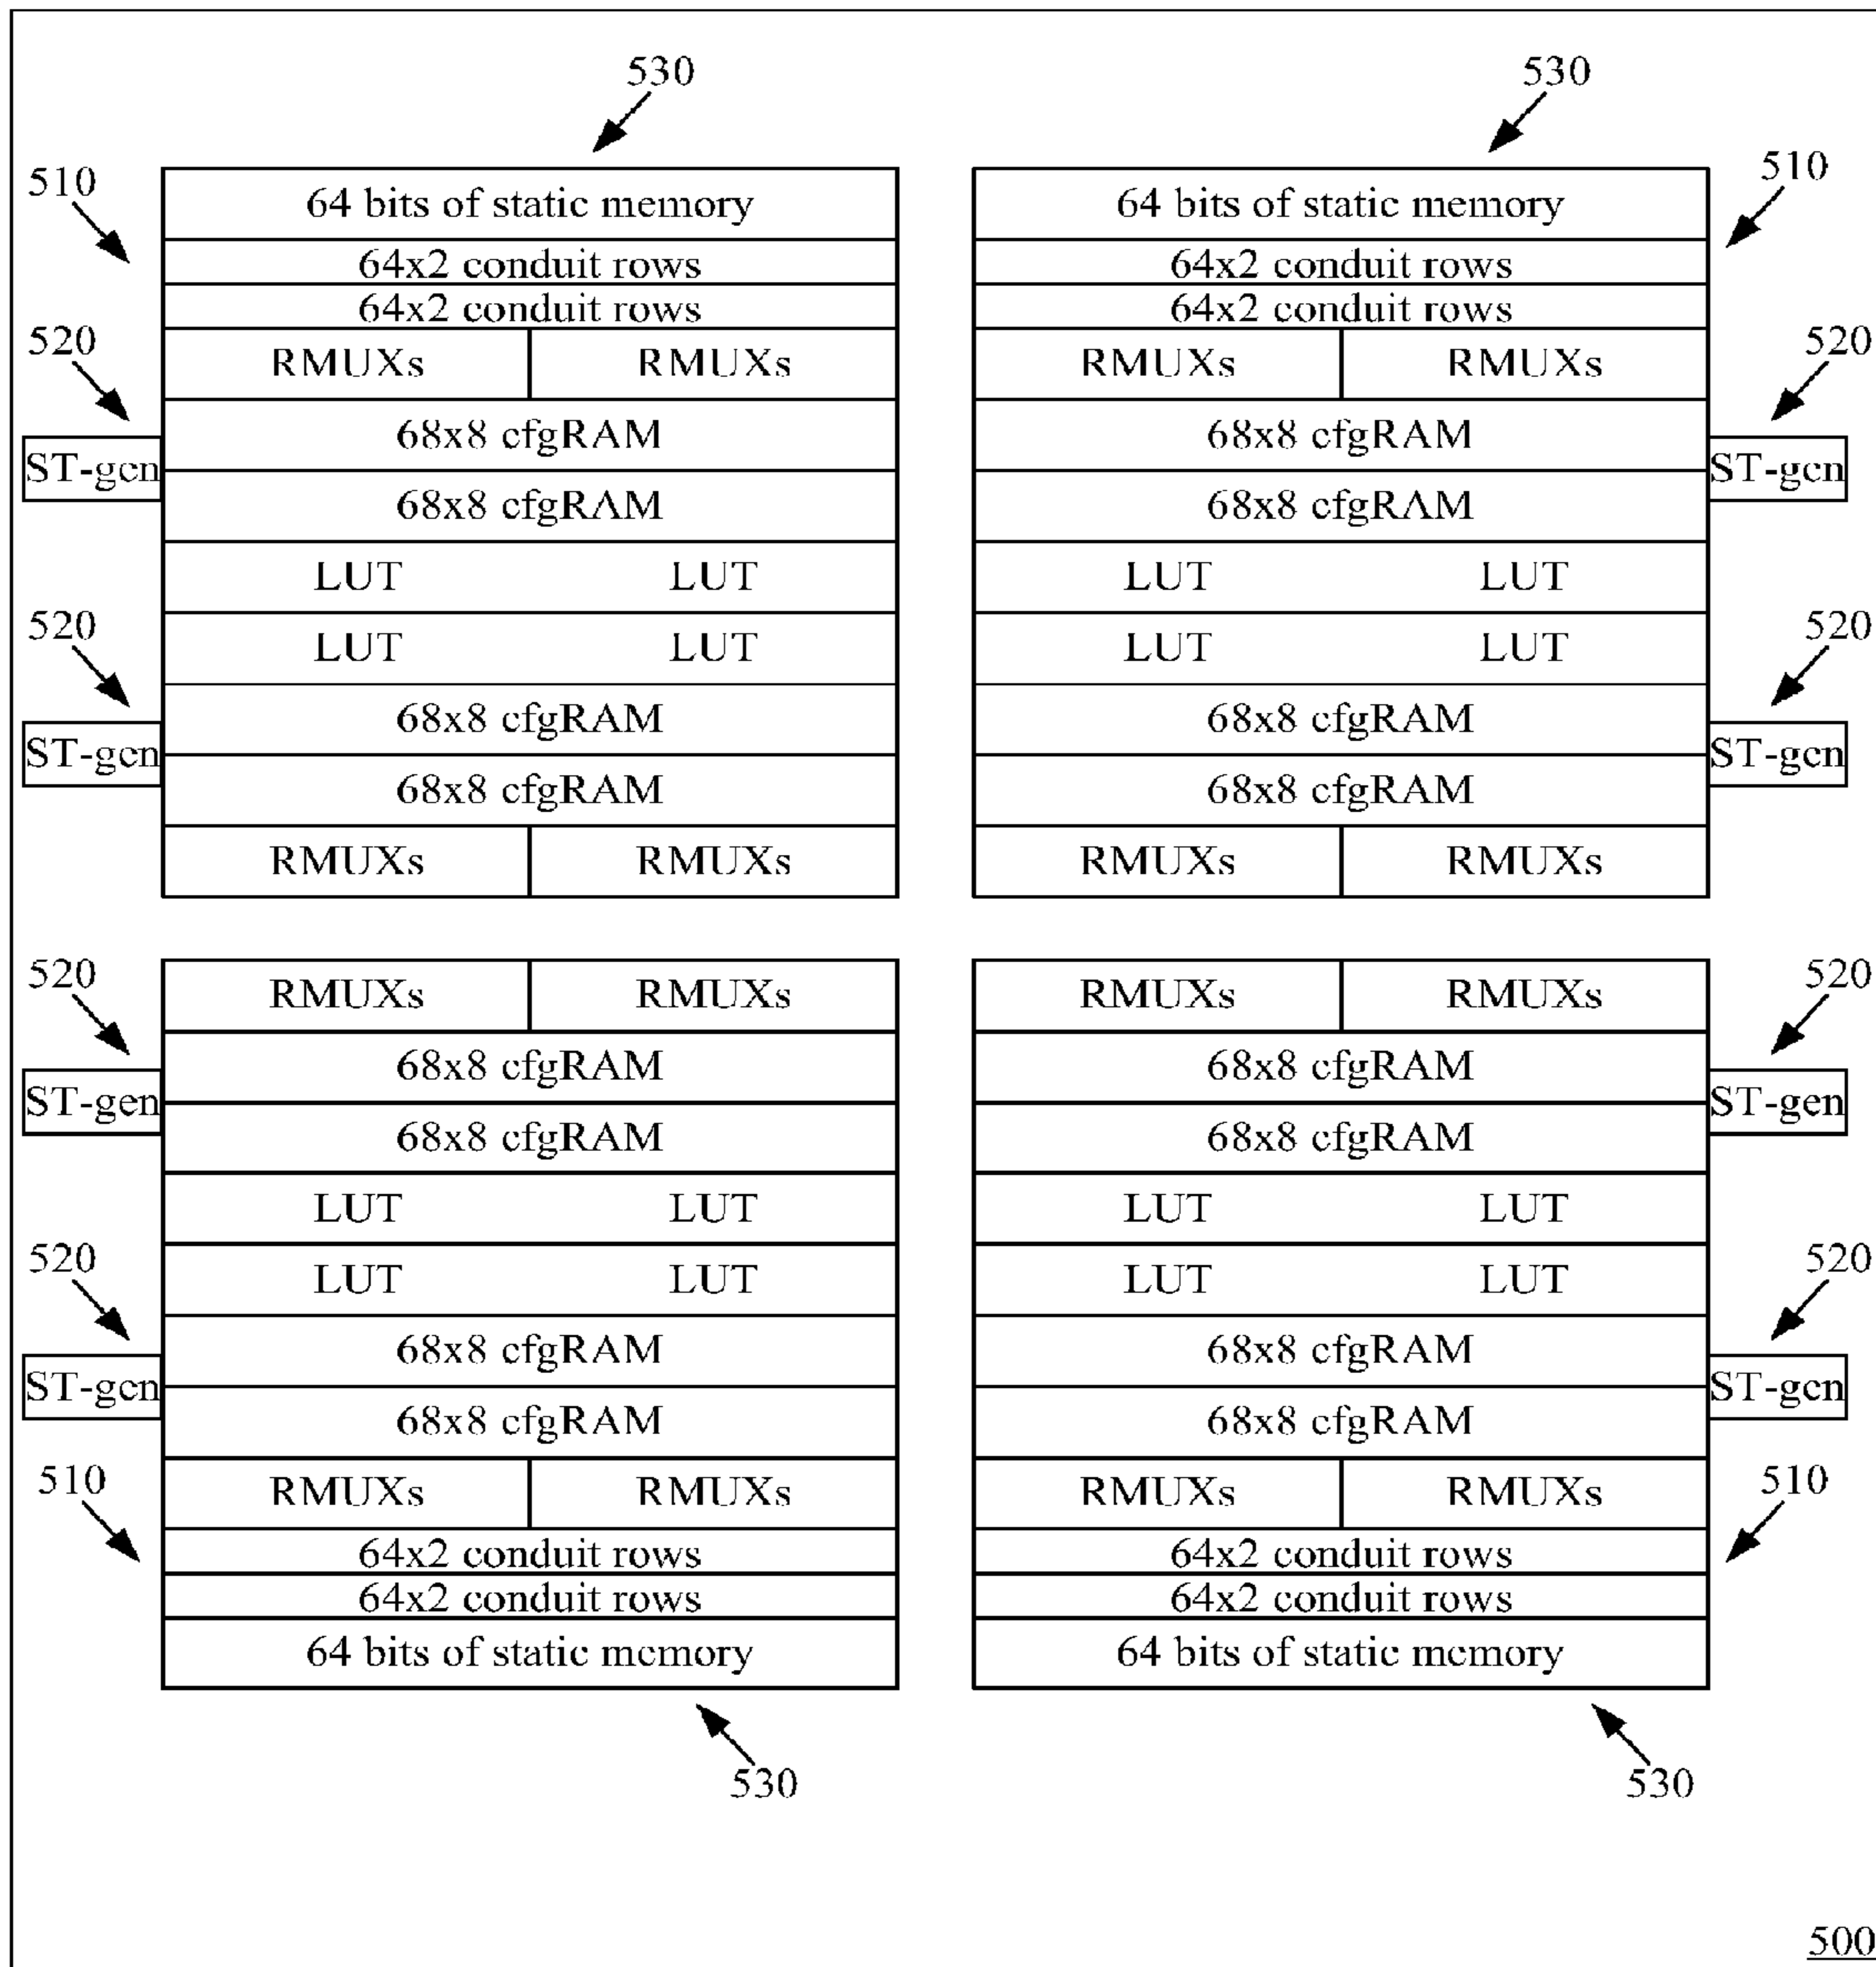 530 530
510 510
64 bits of static memory 64 bits of static memory
64x2 conduit rows 64x2 conduit rows
64x2 conduit rows 64x2 conduit rows
520 520
RMUXs RMUXs RMUXs RMUXs
68x8 cfgRAM 68x8 cfgRAM
ST-gen ST-gen
68x8 cfgRAM 68x8 cfgRAM
LUT LUT LUT LUT
520 520
LUT LUT LUT LUT
68x8 cfgRAM 68x8 cfgRAM
ST-gen ST-gen
68x8 cfgRAM 68x8 cfgRAM
RMUXs RMUXs RMUXs RMUXs
520 520
RMUXs RMUXs RMUXs RMUXs
68x8 cfgRAM 68x8 cfgRAM
ST-gen ST-gen
68x8 cfgRAM 68x8 cfgRAM
LUT LUT LUT LUT
520 520
LUT LUT LUT LUT
68x8 cfgRAM 68x8 cfgRAM
ST-gen ST-gen
68x8 cfgRAM 68x8 cfgRAM
510 510
RMUXs RMUXs RMUXs RMUXs
64x2 conduit rows 64x2 conduit rows
64x2 conduit rows 64x2 conduit rows
64 bits of static memory 64 bits of static memory
530 530
500